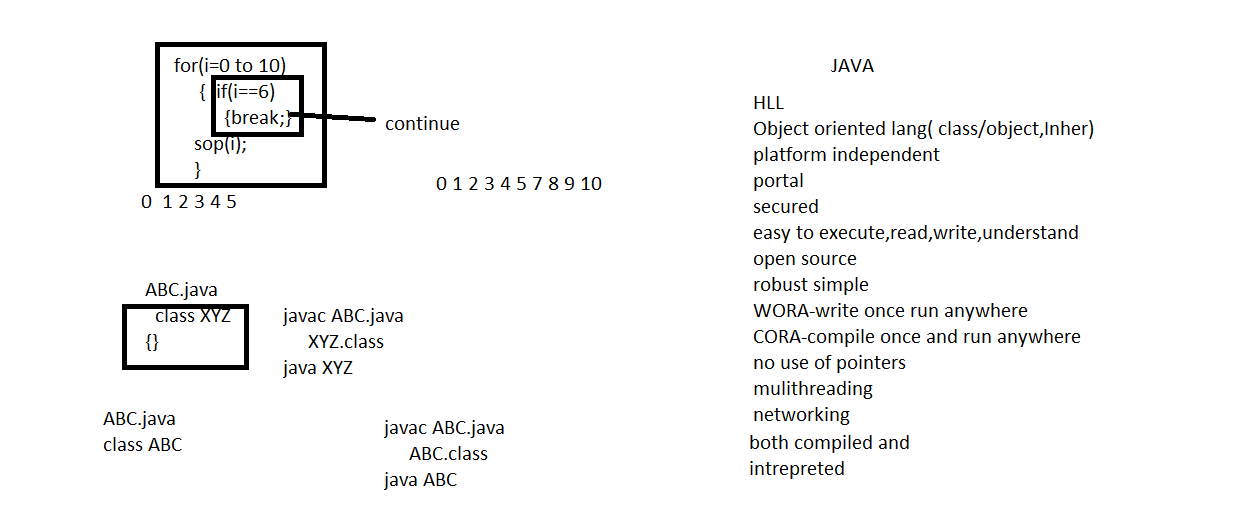 for(i=0 to 10)
{ if(i==6)
{break;}
continue
sop(i);
}
0 1 2 3 4 5
0 1 2 3 4 5 7 8 9 10
ABC.java
class XYZ
{}
javac ABC.java
XYZ.class
java XYZ
ABC.java
class ABC
javac ABC.java
ABC.class
java ABC
JAVA
HLL
Object oriented lang( class/object,Inher)
platform independent
portal
secured
easy to execute,read,write,understand
open source
robust simple
WORA-write once run anywhere
CORA-compile once and run anywhere
no use of pointers
mulithreading
networking
both compiled and
intrepreted